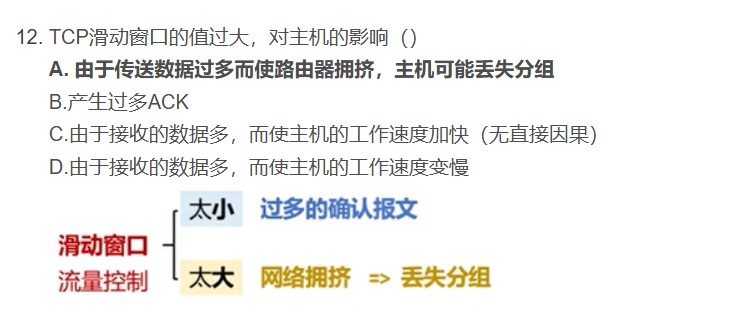 12. TCP滑动窗口的值过大，对主机的影响（）
A. 由于传送数据过多而使路由器拥挤，主机可能丢失分组
B.产生过多ACK
C.由于接收的数据多，而使主机的工作速度加快（无直接因果）
D.由于接收的数据多，而使主机的工作速度变慢
太小 过多的确认报文
滑动窗口
流量控制
太大 网络拥挤 => 丢失分组